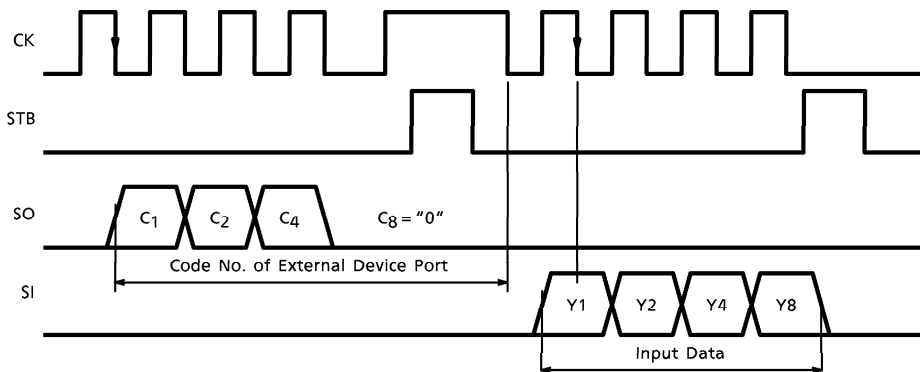 CK
STB
SO
C1 C2 C4 C8 = "0"
Code No. of External Device Port
SI
Y1 Y2 Y4 Y8
Input Data